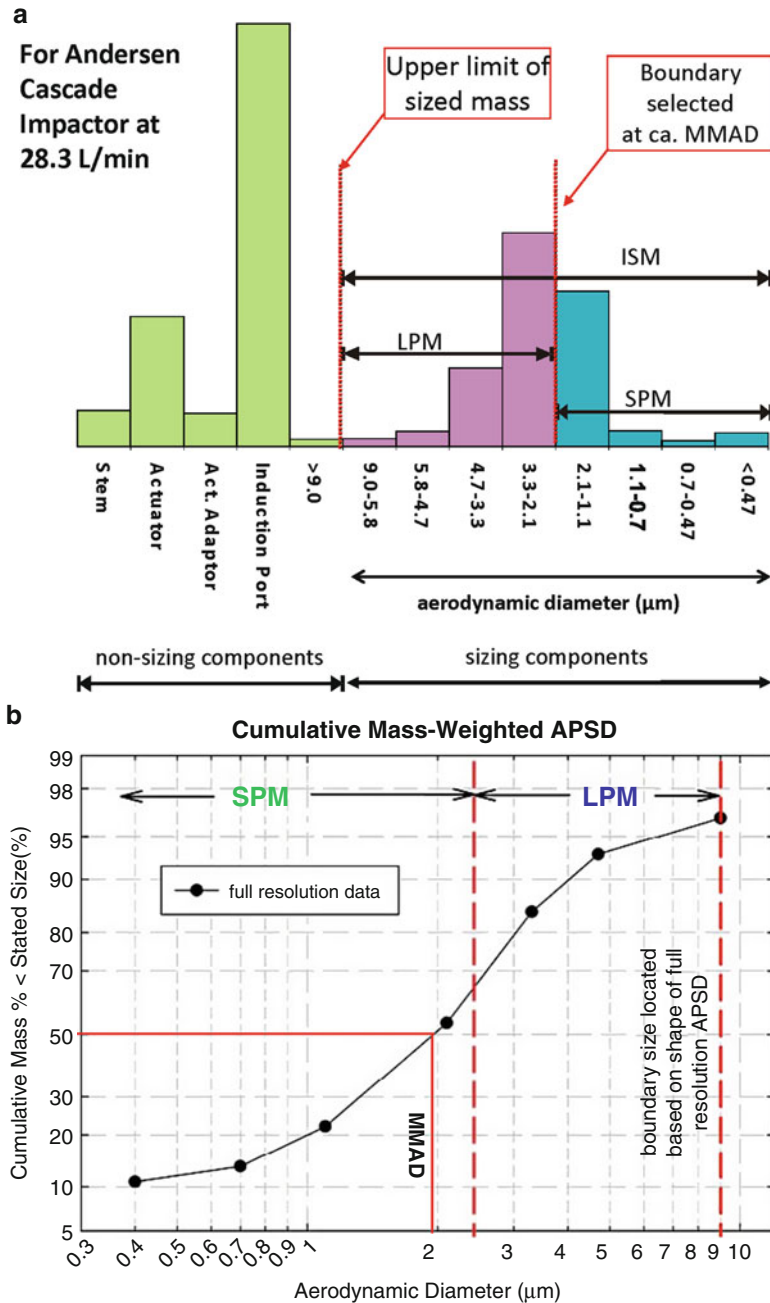 a
For Andersen
Cascade
Impactor at
28.3 L/min
Upper limit of
sized mass
Boundary
selected
at ca. MMAD
ISM
LPM
SPM
Stem
Actuator
Act. Adaptor
Induction Port
>9.0
9.0-5.8
5.8-4.7
4.7-3.3
3.3-2.1
2.1-1.1
1.1-0.7
0.7-0.47
<0.47
aerodynamic diameter (μm)
non-sizing components
sizing components
b
Cumulative Mass-Weighted APSD
Cumulative Mass % < Stated Size(%)
99
98
95
90
80
70
50
30
20
10
5
SPM
LPM
full resolution data
MMAD
boundary size located
based on shape of full
resolution APSD
0.3
0.4
0.5
0.6
0.7
0.8
0.9
1
2
3
4
5
6
7
8
9
10
Aerodynamic Diameter (μm)